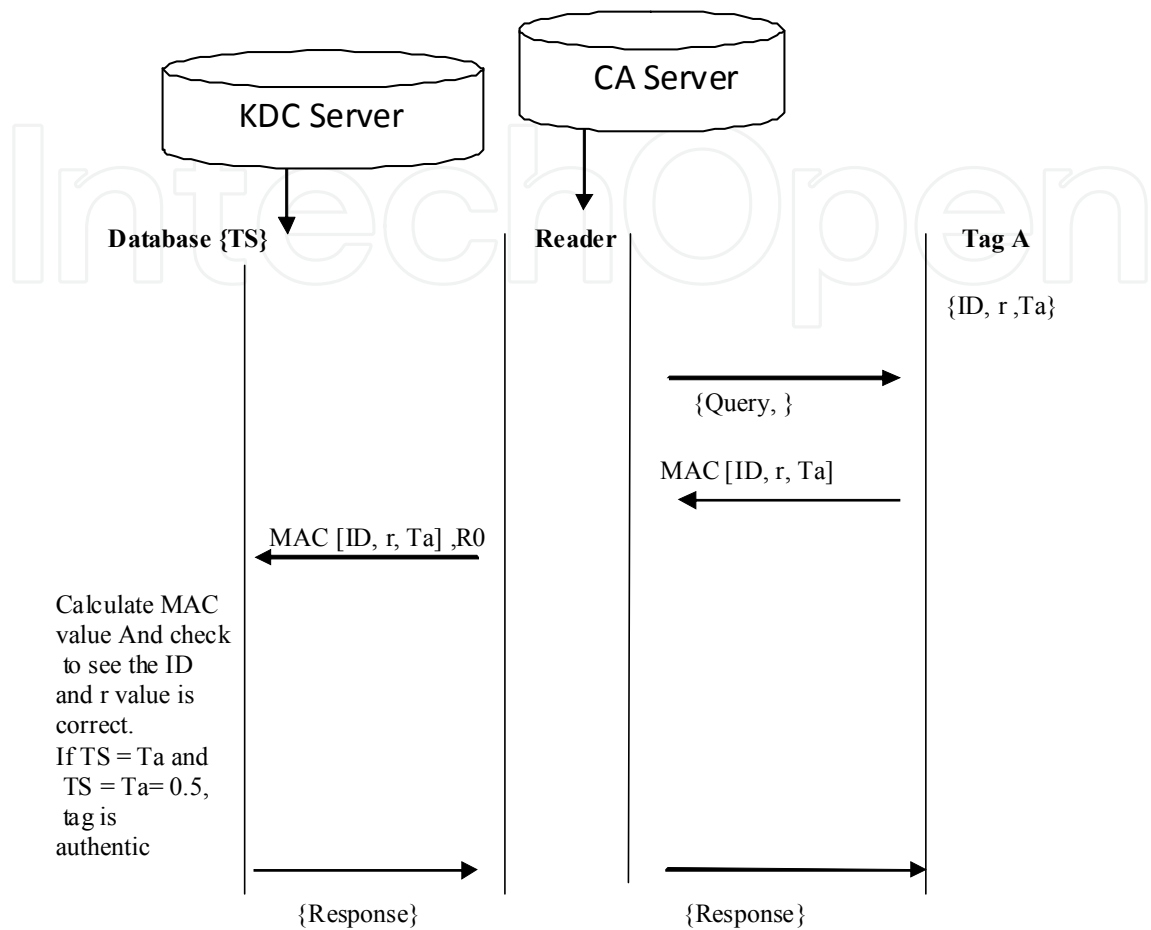 CA Server
KDC Server
IntechOpen
Database {TS}
Reader
Tag A
{ID, r ,Ta}
{Query, }
MAC [ID, r, Ta]
MAC [ID, r, Ta] ,R0
Calculate MAC
value And check
to see the ID
and r value is
correct.
If TS = Ta and
TS = Ta= 0.5,
tag is
authentic
{Response}
{Response}